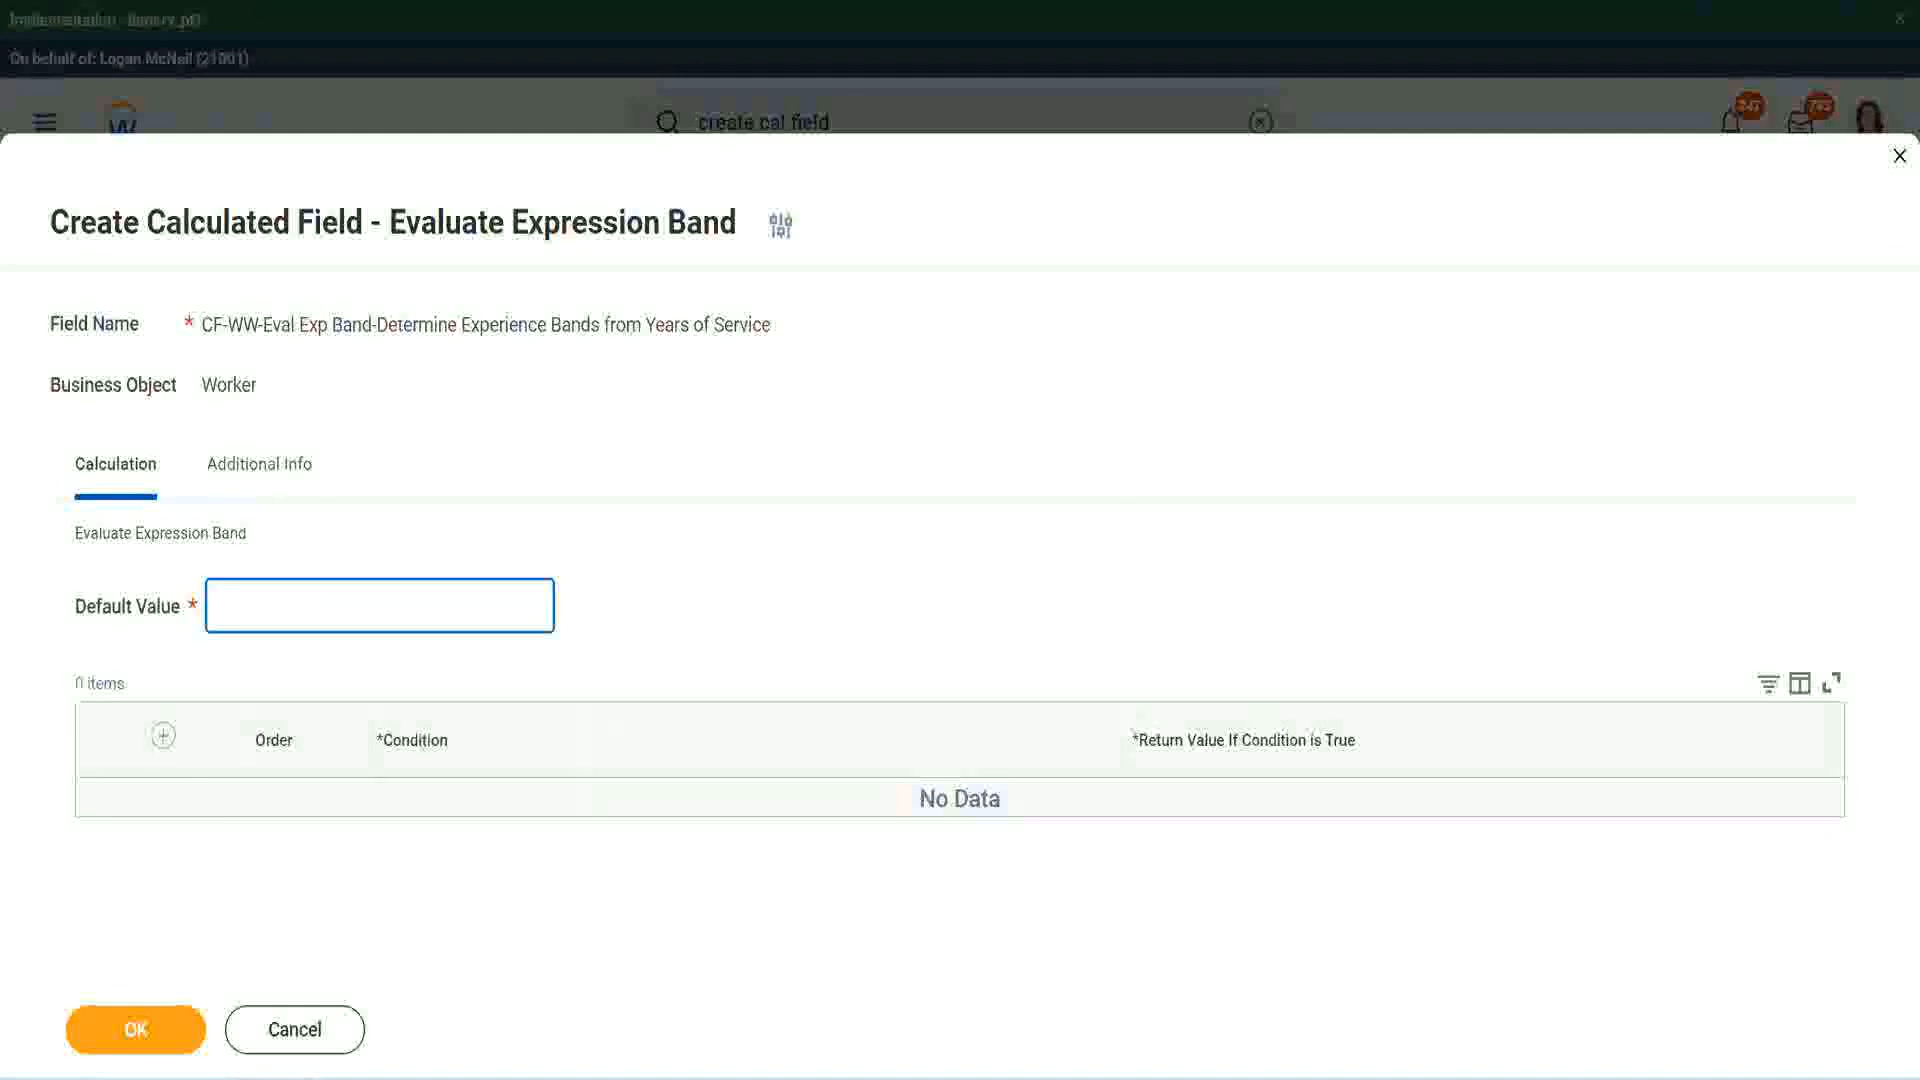 On behalf of: Logan McNeil (21001)
create cal field
Create Calculated Field - Evaluate Expression Band
Field Name * CF-WW-Eval Exp Band-Determine Experience Bands from Years of Service
Business Object Worker
Calculation Additional Info
Evaluate Expression Band
Default Value *
0 items
Order *Condition *Return Value If Condition is True
No Data
OK Cancel